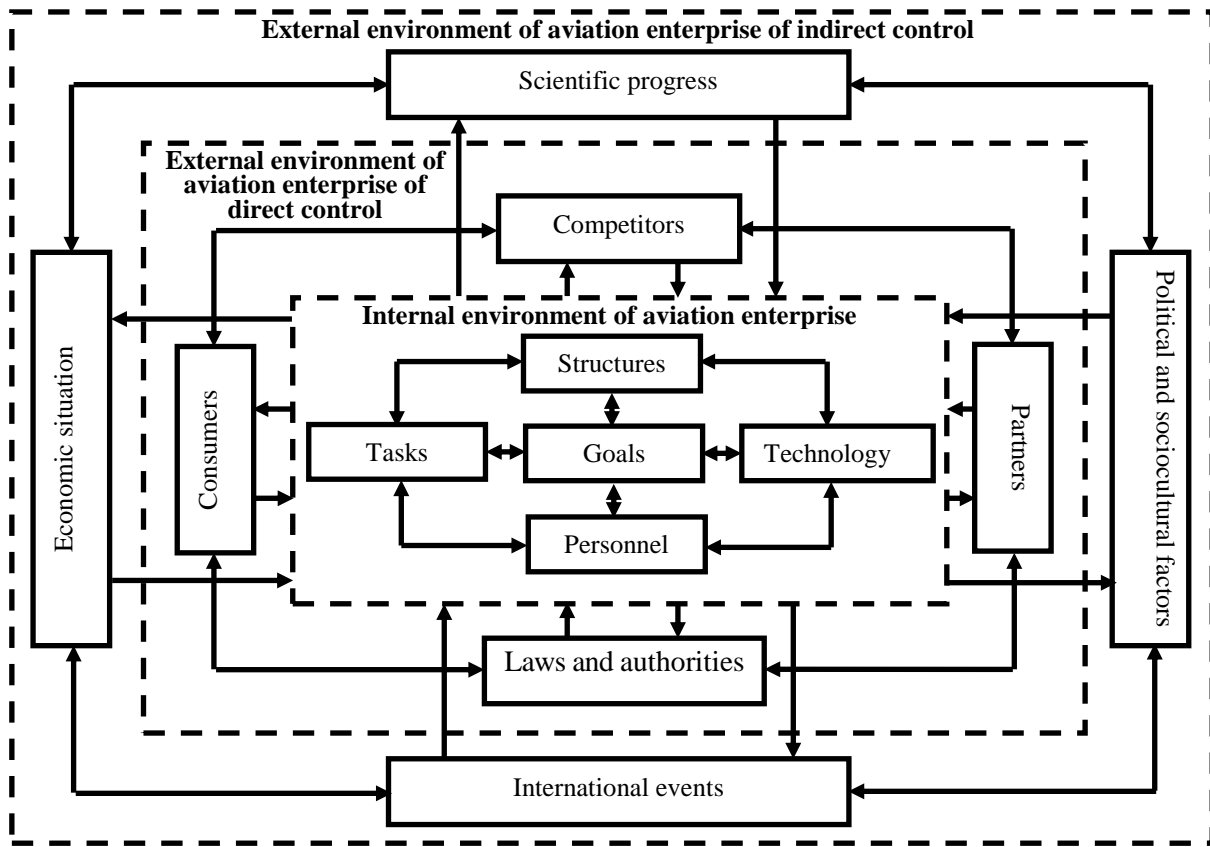 External environment of aviation enterprise of indirect control
Scientific progress
External environment of
aviation enterprise of
direct control
Competitors
Economic situation
Consumers
Internal environment of aviation enterprise
Structures
Tasks
Goals
Technology
Personnel
Partners
Political and sociocultural factors
Laws and authorities
International events